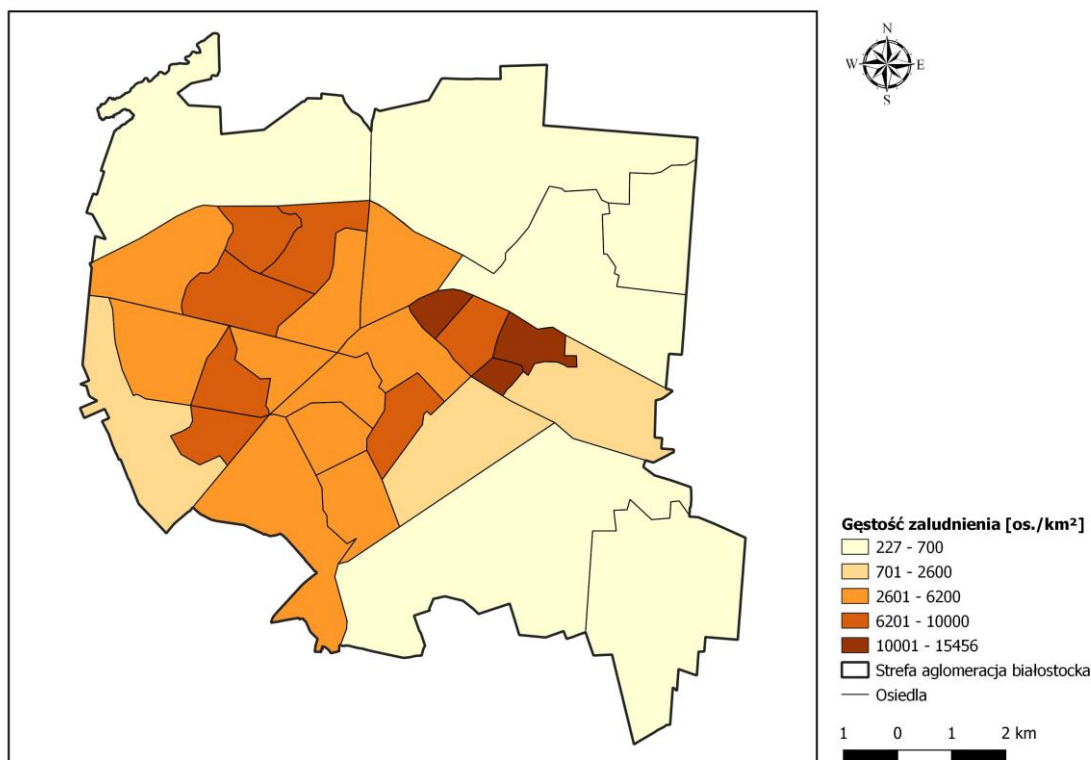 N
W E
S
Gęstość zaludnienia [os./km²]
227 - 700
701 - 2600
2601 - 6200
6201 - 10000
10001 - 15456
Strefa aglomeracja białostocka
Osiedla
1 0 1 2 km